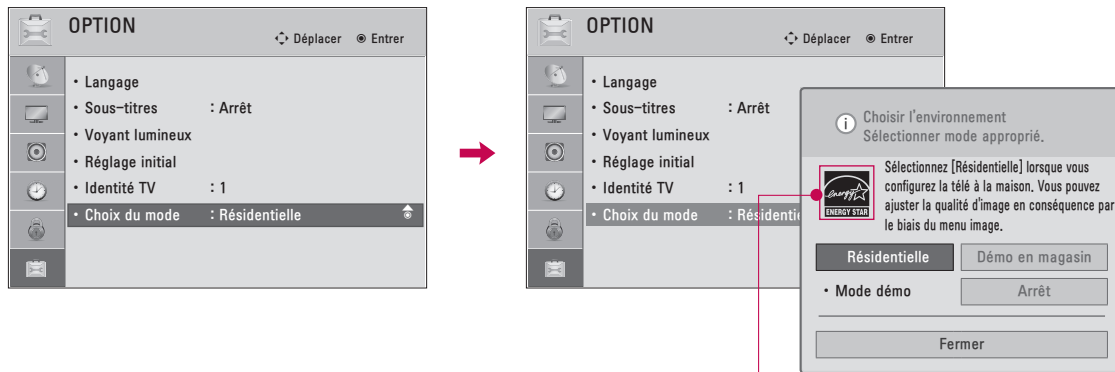 OPTION
Déplacer Entrer
• Langage
• Sous-titres : Arrêt
• Voyant lumineux
• Réglage initial
• Identité TV : 1
• Choix du mode : Résidentielle
OPTION
Déplacer Entrer
• Langage
• Sous-titres : Arrêt
• Voyant lumineux
• Réglage initial
• Identité TV : 1
• Choix du mode : Résidentie
i
Choisir l'environnement
Sélectionner mode approprié.
energy
ENERGY STAR
Sélectionnez [Résidentielle] lorsque vous
configurez la télé à la maison. Vous pouvez
ajuster la qualité d'image en conséquence par
le biais du menu image.
Résidentielle Démo en magasin
• Mode démo Arrêt
Fermer